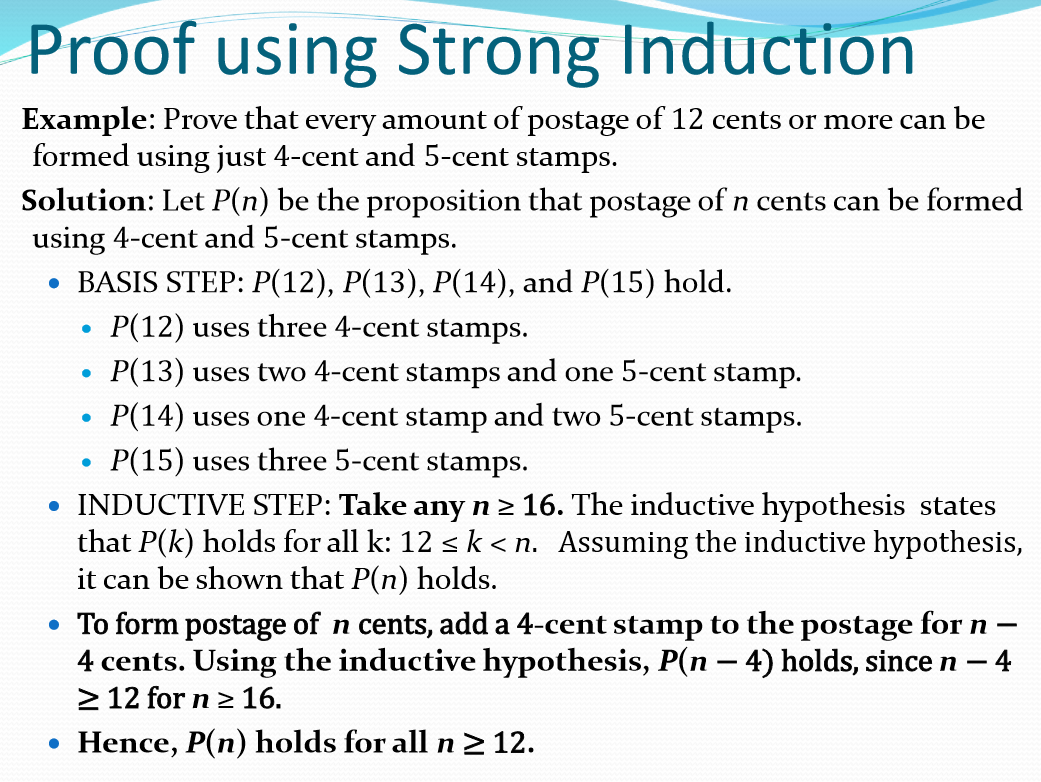 Proof using Strong Induction
Example: Prove that every amount of postage of 12 cents or more can be
formed using just 4-cent and 5-cent stamps.
Solution: Let P(n) be the proposition that postage of n cents can be formed
using 4-cent and 5-cent stamps.
• BASIS STEP: P(12), P(13), P(14), and P(15) hold.
• P(12) uses three 4-cent stamps.
• P(13) uses two 4-cent stamps and one 5-cent stamp.
• P(14) uses one 4-cent stamp and two 5-cent stamps.
• P(15) uses three 5-cent stamps.
• INDUCTIVE STEP: Take any n ≥ 16. The inductive hypothesis states
that P(k) holds for all k: 12 ≤ k < n. Assuming the inductive hypothesis,
it can be shown that P(n) holds.
• To form postage of n cents, add a 4-cent stamp to the postage for n −
4 cents. Using the inductive hypothesis, P(n − 4) holds, since n − 4
≥ 12 for n ≥ 16.
• Hence, P(n) holds for all n ≥ 12.